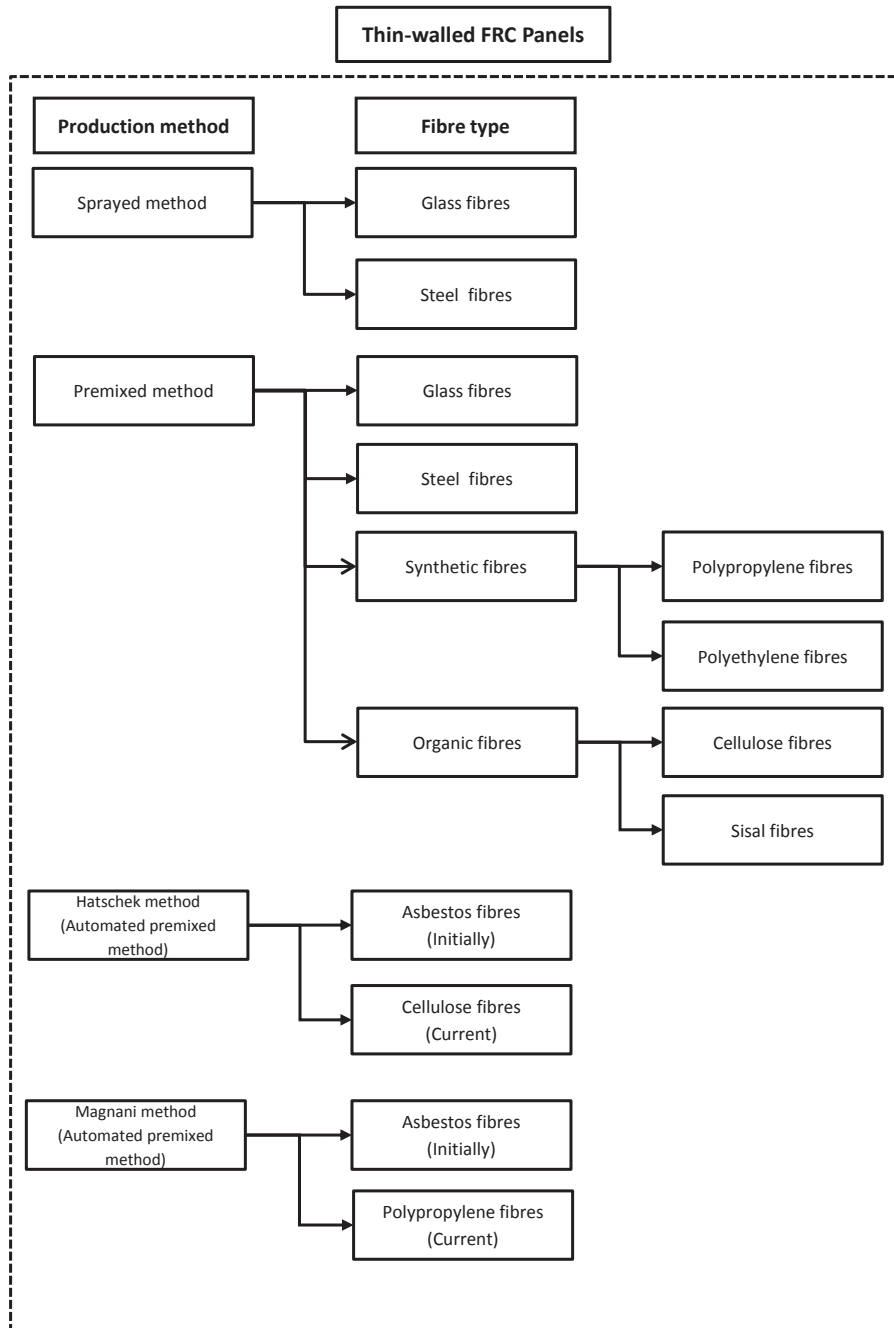 Thin-walled FRC Panels
Production method
Fibre type
Sprayed method
Glass fibres
Steel fibres
Premixed method
Glass fibres
Steel fibres
Synthetic fibres
Polypropylene fibres
Polyethylene fibres
Organic fibres
Cellulose fibres
Sisal fibres
Hatschek method
(Automated premixed
method)
Asbestos fibres
(Initially)
Cellulose fibres
(Current)
Magnani method
(Automated premixed
method)
Asbestos fibres
(Initially)
Polypropylene fibres
(Current)